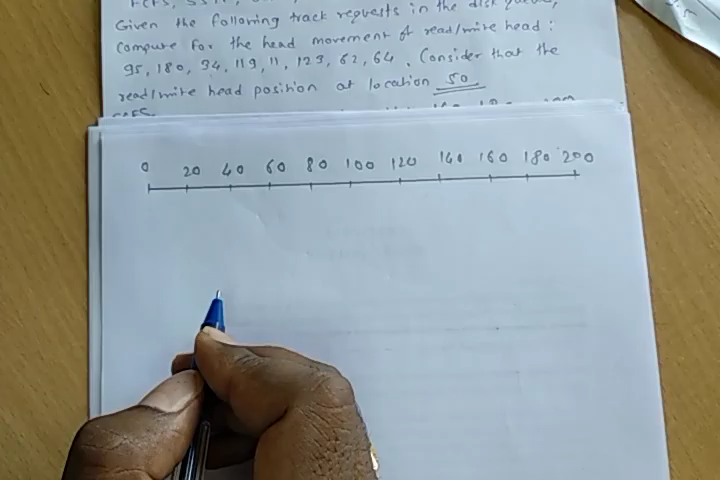 FCFS,
Given the following track requests in the disk queue,
Compute for the head movement of read/write head :
95, 180, 34, 119, 11, 123, 62, 64. Consider that the
read/write head position at location 50
0 20 40 60 80 100 120 140 160 180 200